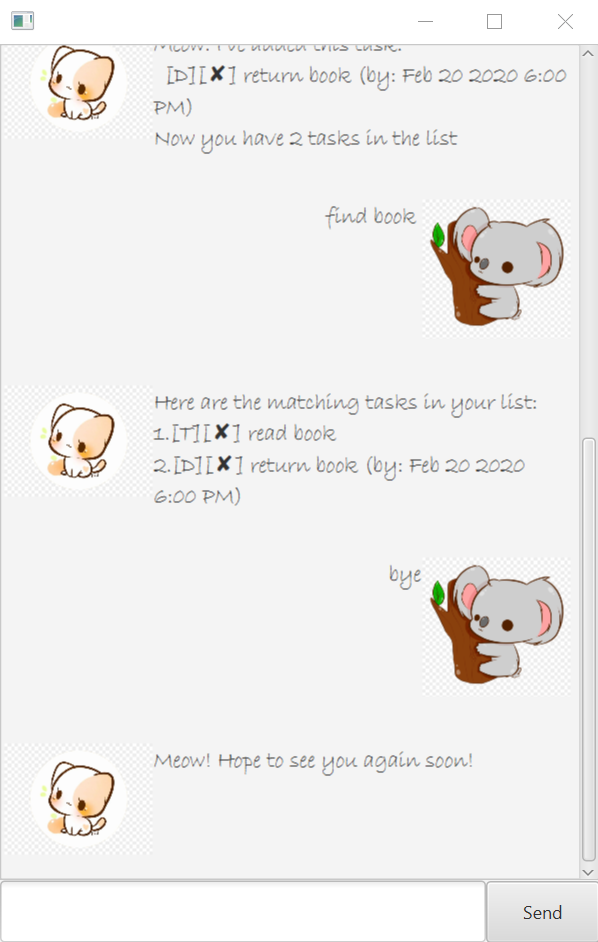 Meow! I've added this task:
[D][✘] return book (by: Feb 20 2020 6:00
PM)
Now you have 2 tasks in the list
find book
Here are the matching tasks in your list:
1.[T][✘] read book
2.[D][✘] return book (by: Feb 20 2020
6:00 PM)
bye
Meow! Hope to see you again soon!
Send